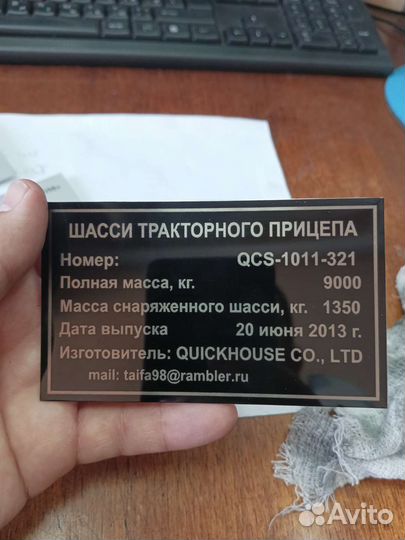 ШАССИ ТРАКТОРНОГО ПРИЦЕПА
Номер: QCS-1011-321
Полная масса, кг. 9000
Масса снаряженного шасси, кг. 1350
Дата выпуска 20 июня 2013 г.
Изготовитель: QUICKHOUSE CO., LTD
mail: taifa98@rambler.ru
Avito